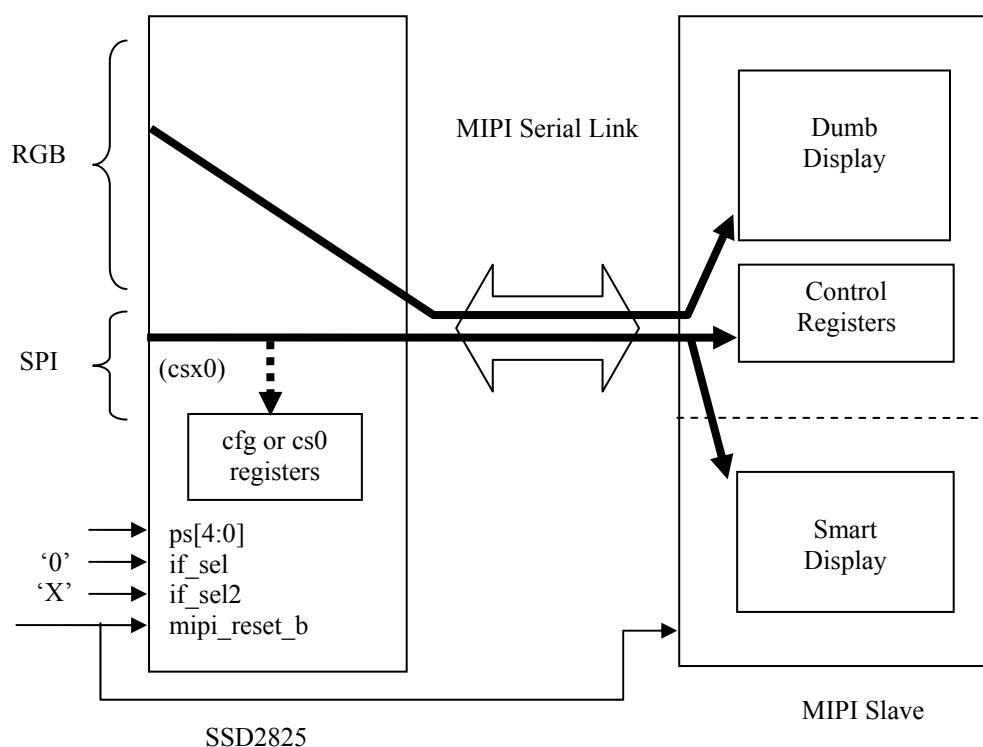 RGB
SPI
(csx0)
cfg or cs0
registers
ps[4:0]
‘0’ if_sel
‘X’ if_sel2
mipi_reset_b
SSD2825
MIPI Serial Link
Dumb
Display
Control
Registers
Smart
Display
MIPI Slave